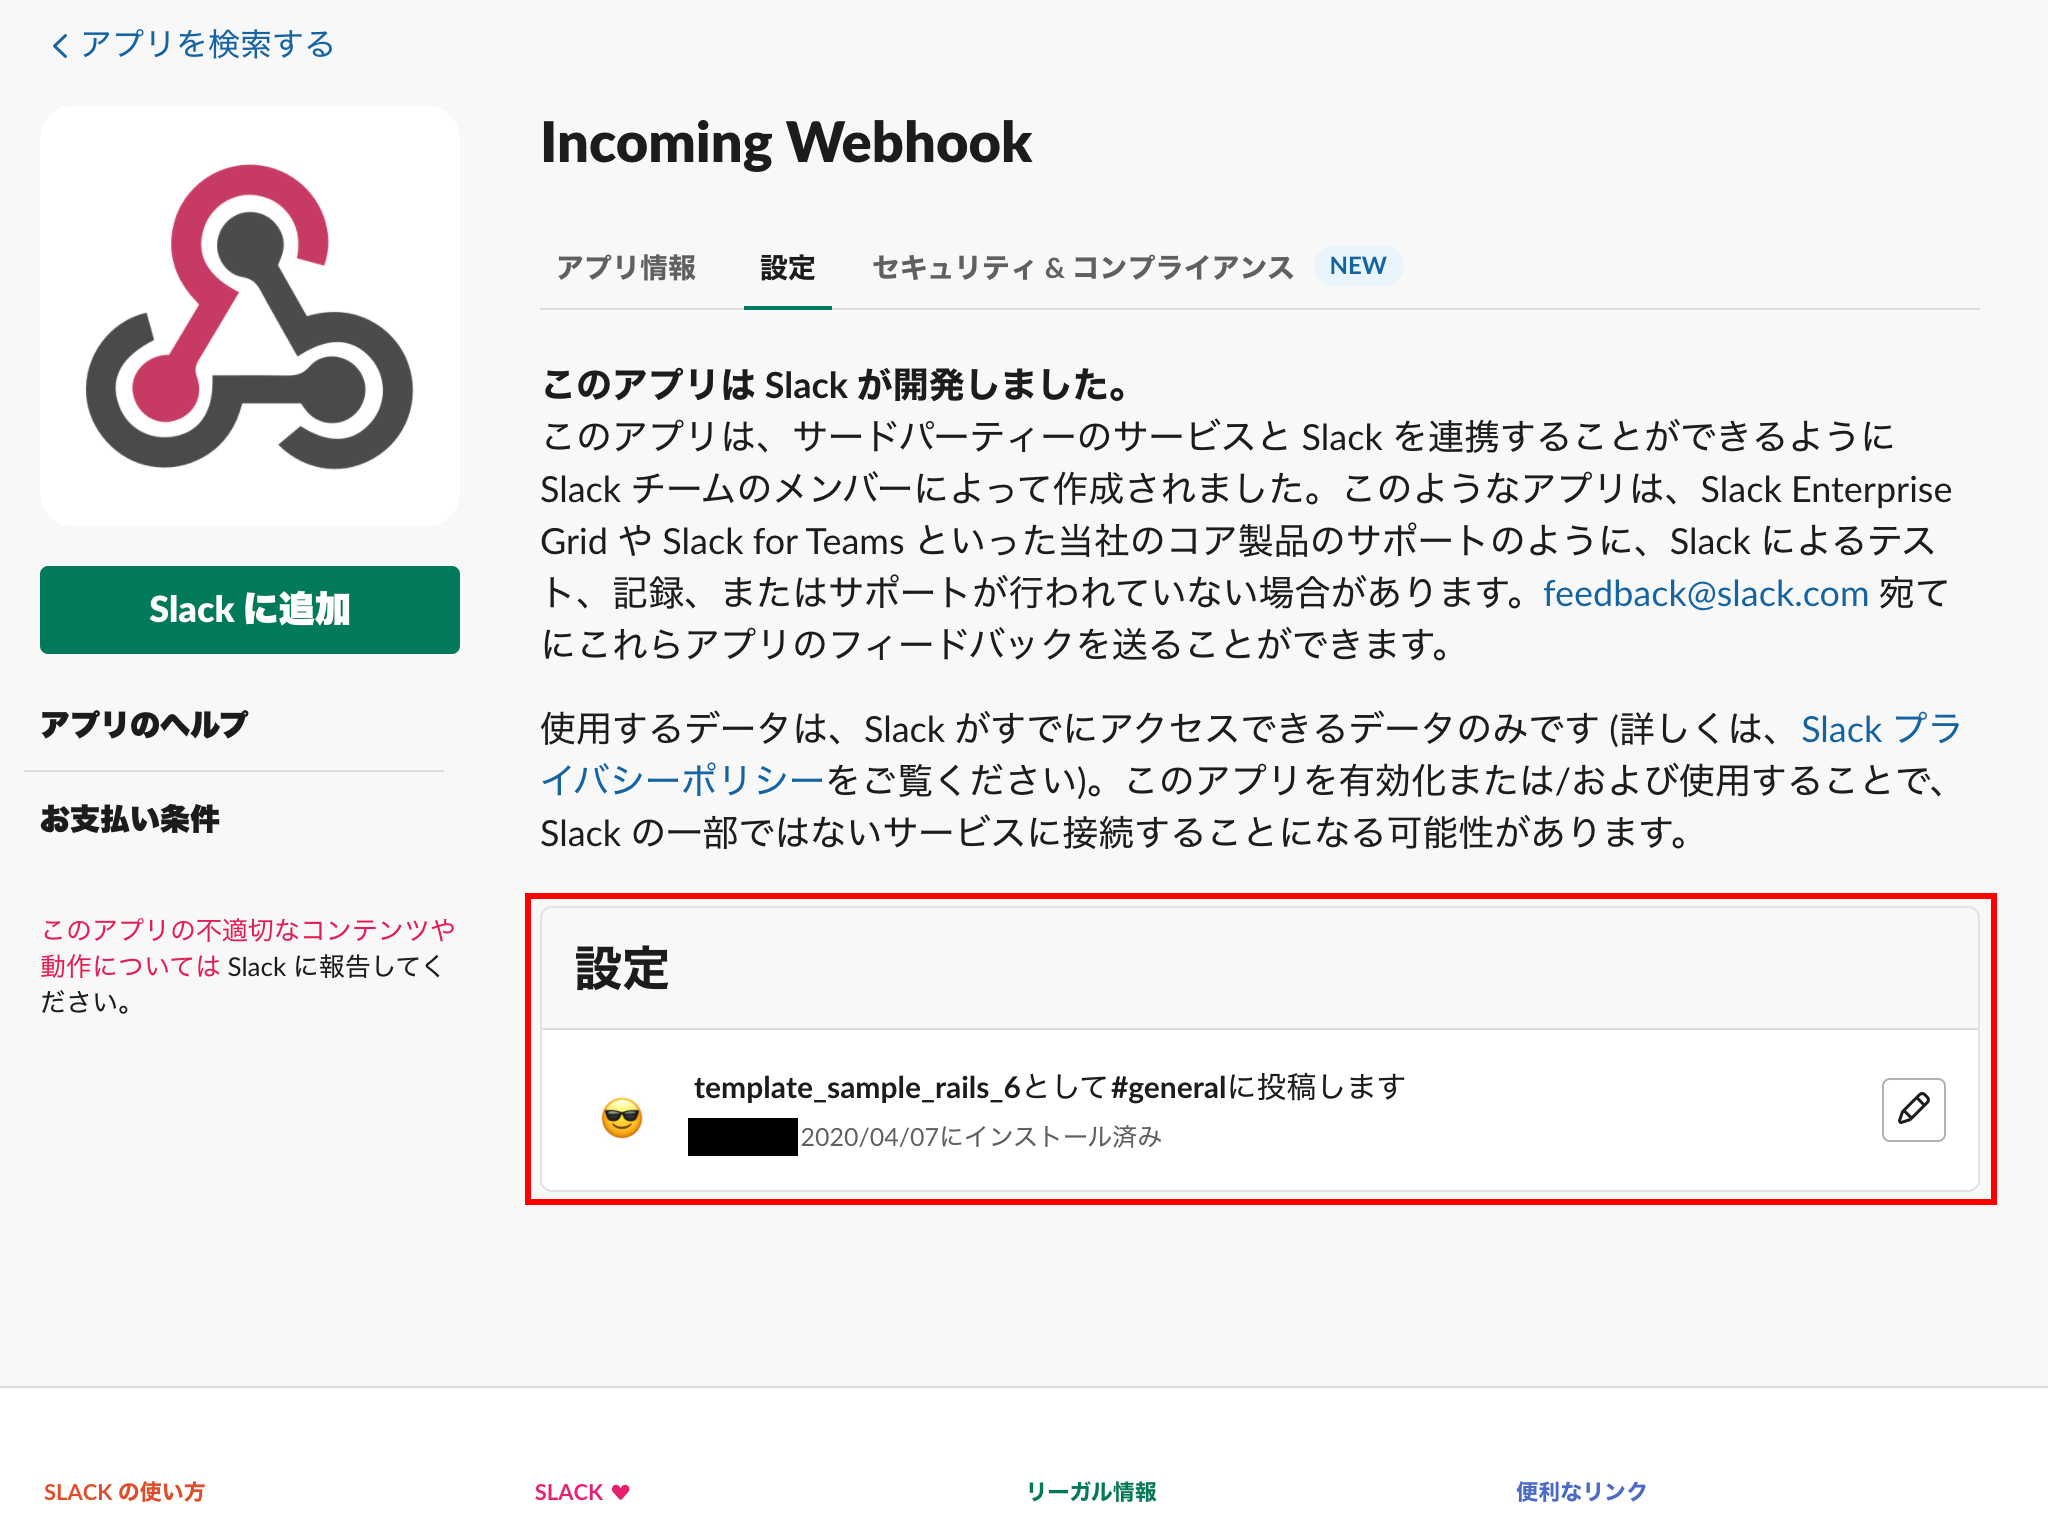 アプリを検索する
Incoming Webhook
アプリ情報
設定
セキュリティ & コンプライアンス
NEW
このアプリは Slack が開発しました。
このアプリは、サードパーティーのサービスと Slack を連携することができるように
Slack チームのメンバーによって作成されました。このようなアプリは、Slack Enterprise
Grid や Slack for Teams といった当社のコア製品のサポートのように、Slack によるテス
ト、記録、またはサポートが行われていない場合があります。feedback@slack.com 宛て
にこれらアプリのフィードバックを送ることができます。
使用するデータは、Slack がすでにアクセスできるデータのみです (詳しくは、Slack プラ
イバシーポリシーをご覧ください)。このアプリを有効化または/および使用することで、
Slack の一部ではないサービスに接続することになる可能性があります。
Slack に追加
アプリのヘルプ
お支払い条件
このアプリの不適切なコンテンツや
動作については Slack に報告してく
ださい。
設定
template_sample_rails_6として#generalに投稿します
2020/04/07にインストール済み
SLACK の使い方
SLACK ♥
リーガル情報
便利なリンク